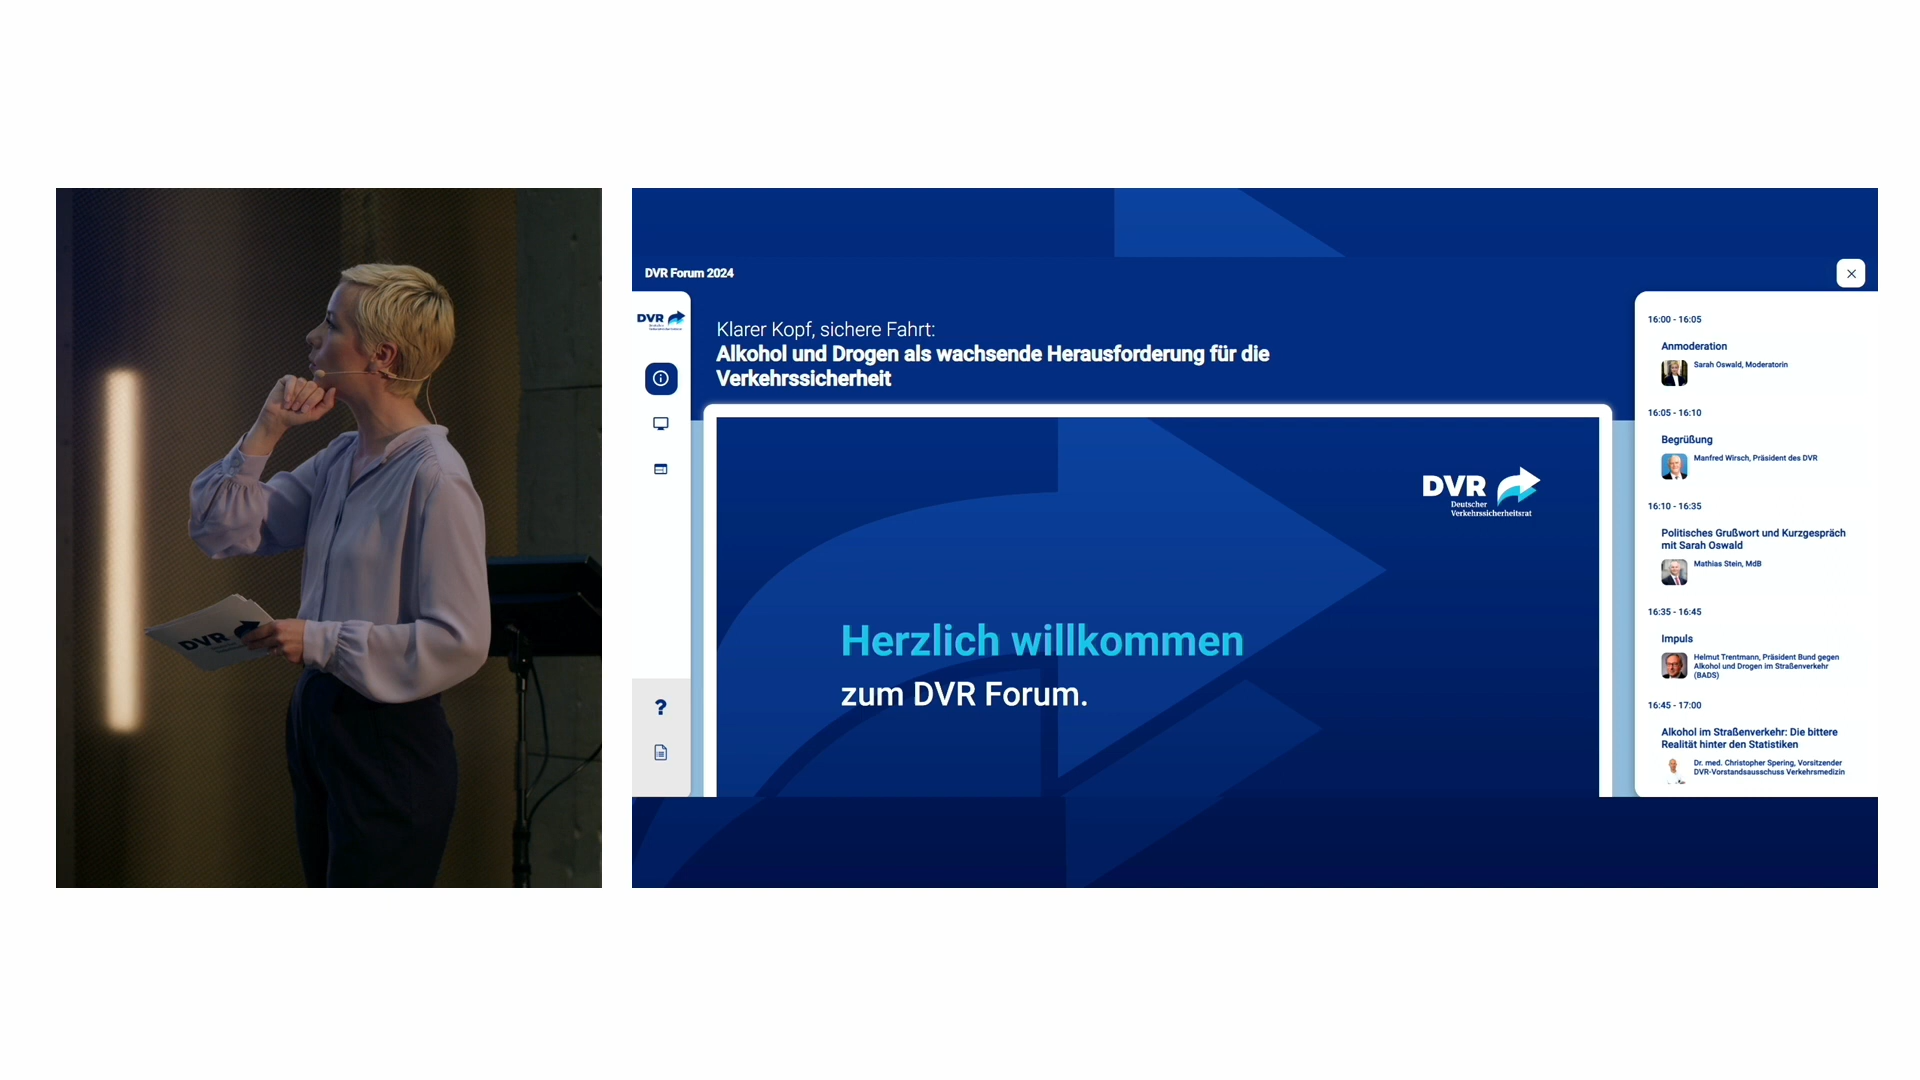 DVR
DVR Forum 2024
DVR
Klarer Kopf, sichere Fahrt:
Alkohol und Drogen als wachsende Herausforderung für die
Verkehrssicherheit
DVR
Deutscher
Verkehrssicherheitsrat
Herzlich willkommen
zum DVR Forum.
?
16:00 - 16:05
Anmoderation
Sarah Oswald, Moderatorin
16:05 - 16:10
Begrüßung
Manfred Wirsch, Präsident des DVR
16:10 - 16:35
Politisches Grußwort und Kurzgespräch
mit Sarah Oswald
Mathias Stein, MdB
16:35 - 16:45
Impuls
Helmut Trentmann, Präsident Bund gegen
Alkohol und Drogen im Straßenverkehr
(BADS)
16:45 - 17:00
Alkohol im Straßenverkehr: Die bittere
Realität hinter den Statistiken
Dr. med. Christopher Spering, Vorsitzender
DVR-Vorstandsausschuss Verkehrsmedizin